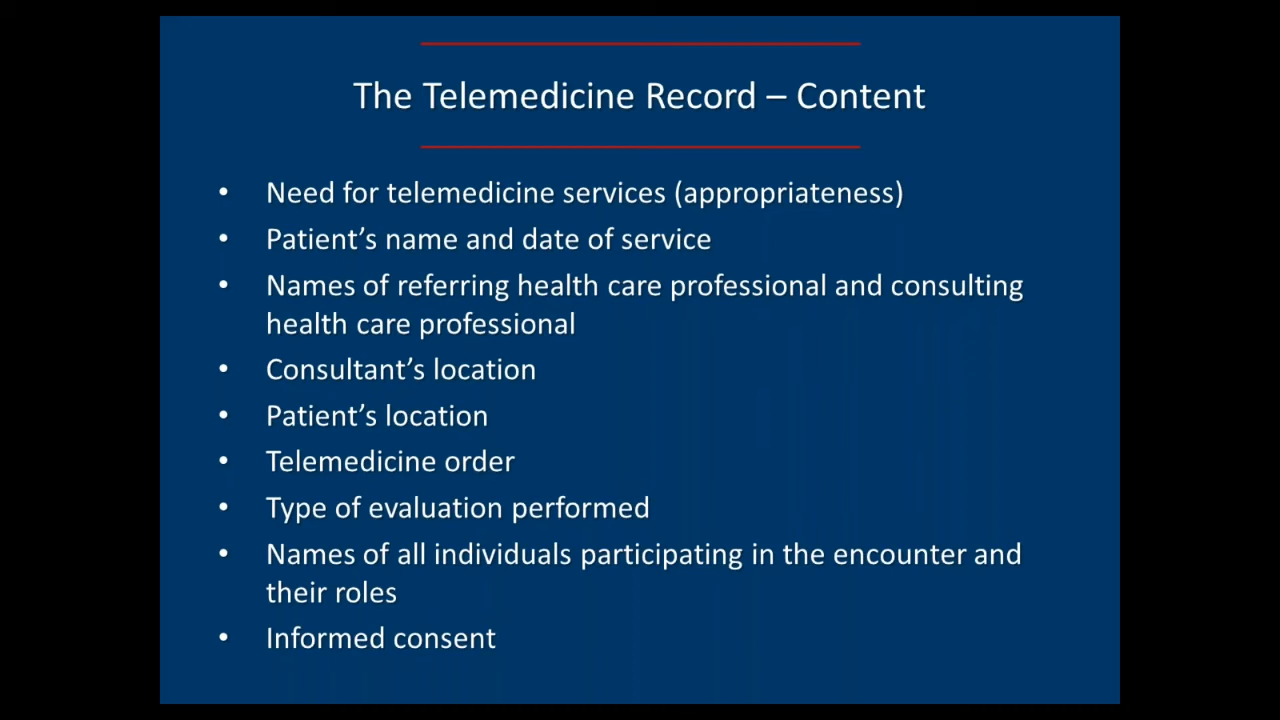 The Telemedicine Record – Content
• Need for telemedicine services (appropriateness)
• Patient’s name and date of service
• Names of referring health care professional and consulting
health care professional
• Consultant’s location
• Patient’s location
• Telemedicine order
• Type of evaluation performed
• Names of all individuals participating in the encounter and
their roles
• Informed consent